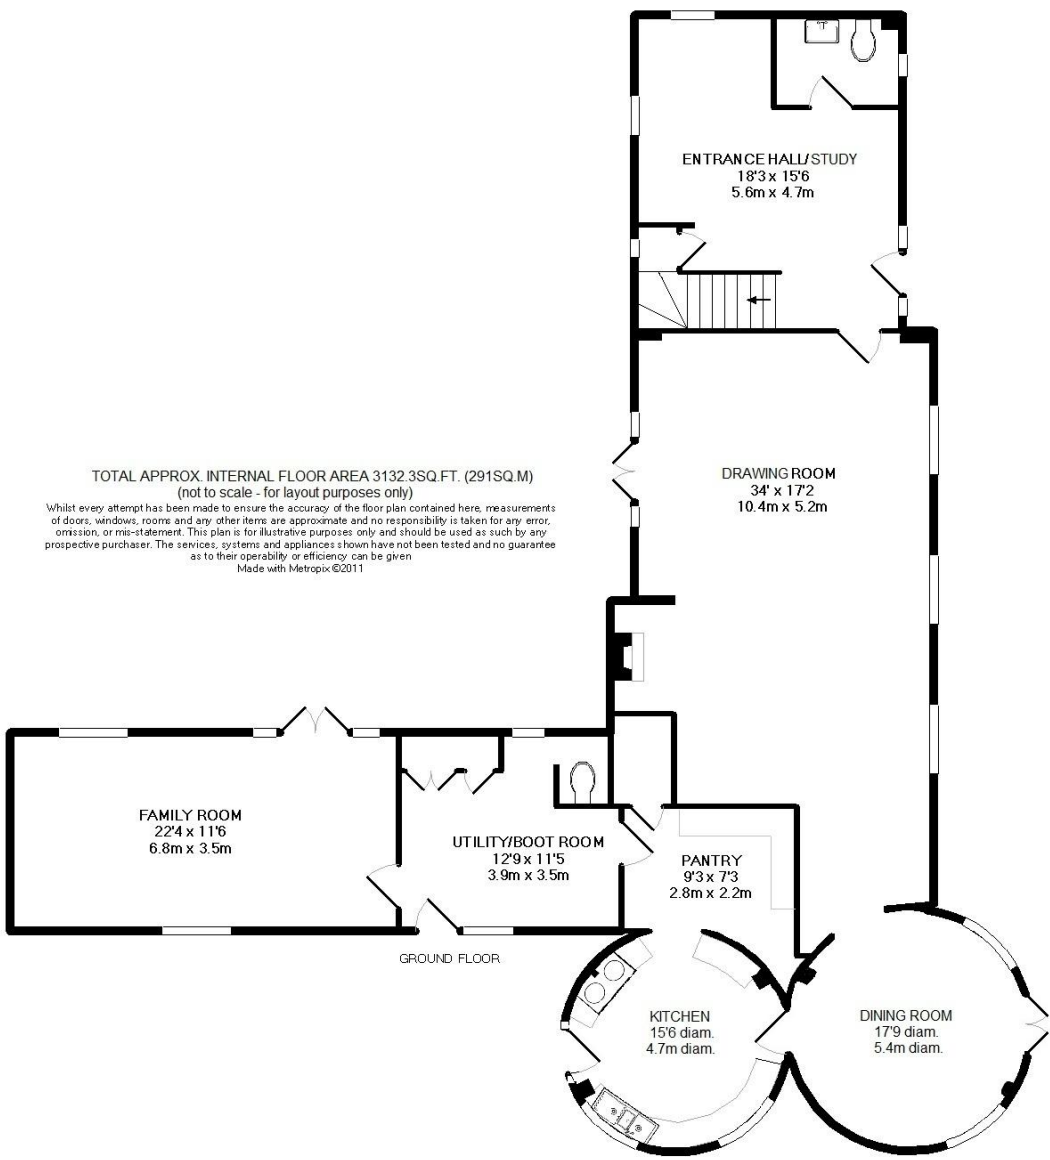 ENTRANCE HALL/STUDY
18'3 x 15'6
5.6m x 4.7m
DRAWING ROOM
34' x 17'2
10.4m x 5.2m
TOTAL APPROX. INTERNAL FLOOR AREA 3132.3SQ.FT. (291SQ.M)
(not to scale - for layout purposes only)
Whilst every attempt has been made to ensure the accuracy of the floor plan contained here, measurements
of doors, windows, rooms and any other items are approximate and no responsibility is taken for any error,
omission, or mis-statement. This plan is for illustrative purposes only and should be used as such by any
prospective purchaser. The services, systems and appliances shown have not been tested and no guarantee
as to their operability or efficiency can be given
Made with Metropix ©2011
FAMILY ROOM
22'4 x 11'6
6.8m x 3.5m
UTILITY/BOOT ROOM
12'9 x 11'5
3.9m x 3.5m
PANTRY
9'3 x 7'3
2.8m x 2.2m
GROUND FLOOR
KITCHEN
15'6 diam.
4.7m diam.
DINING ROOM
17'9 diam.
5.4m diam.